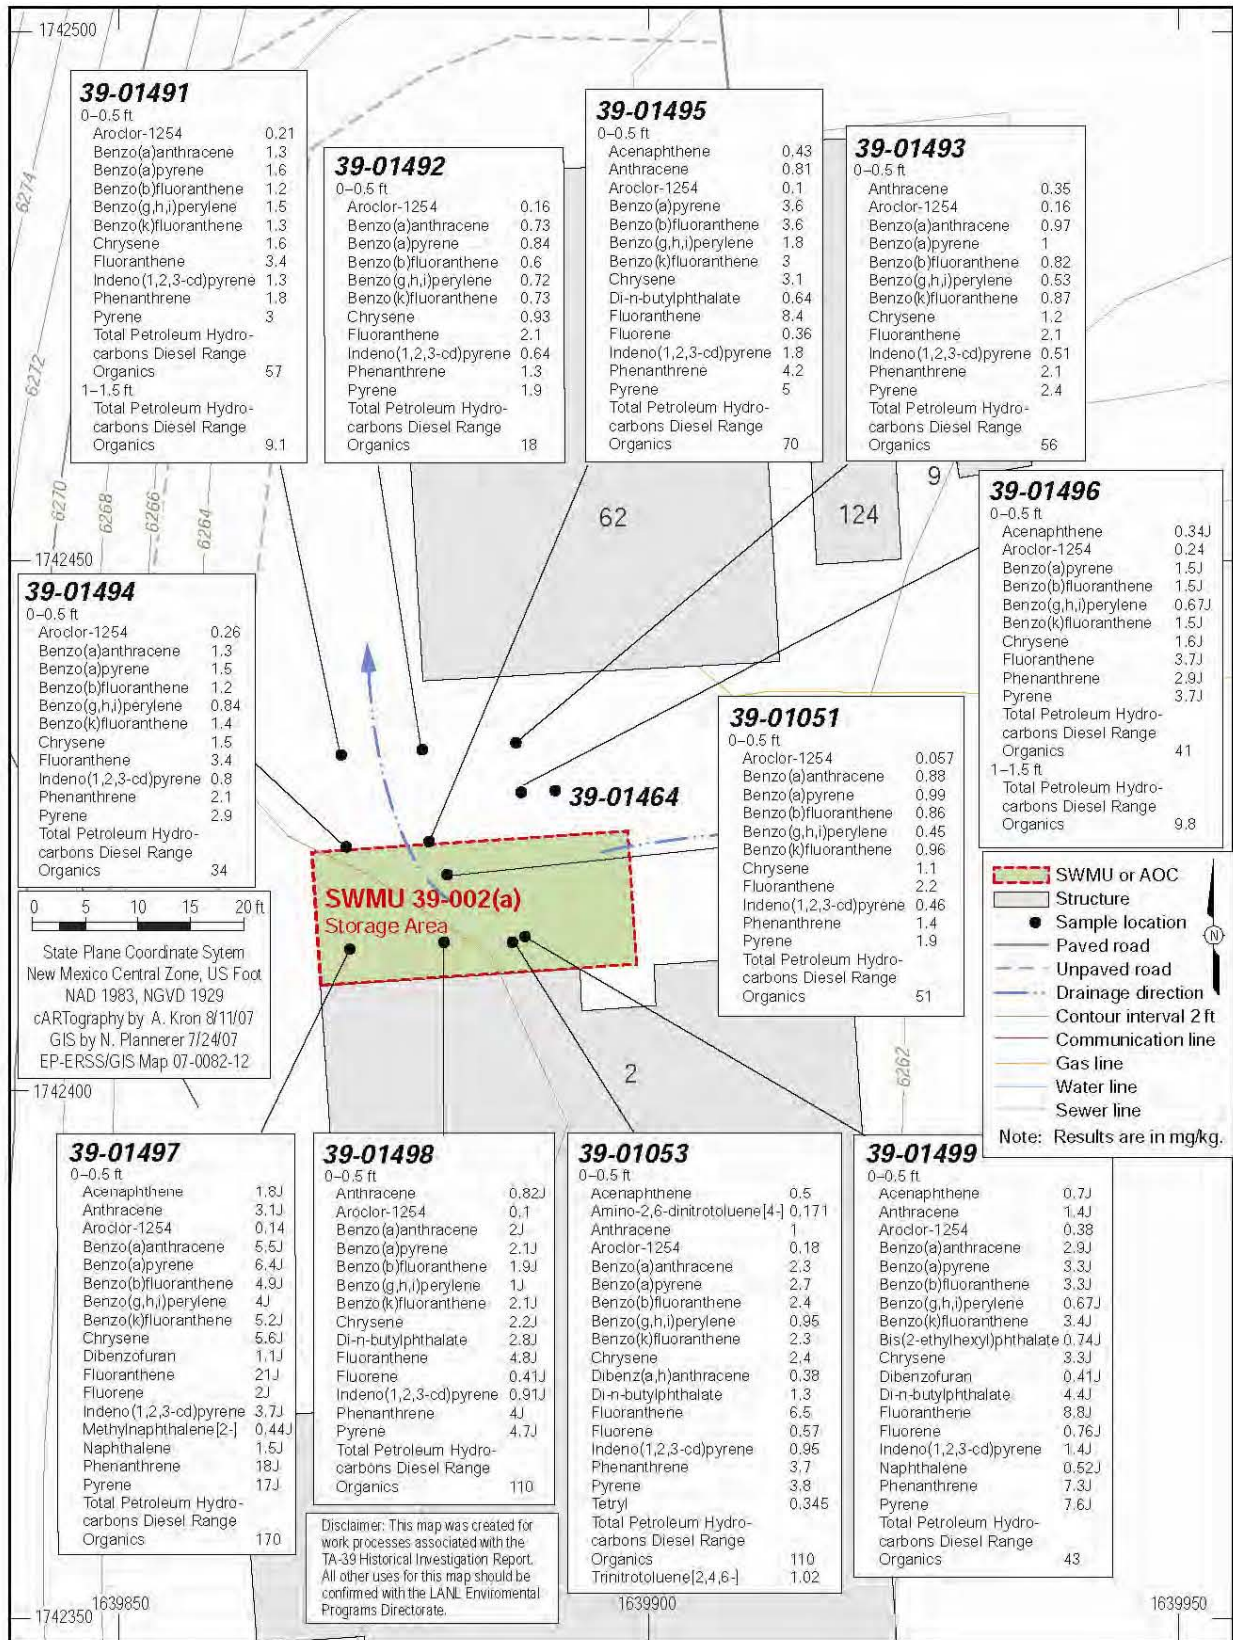 1742500
39-01491
0–0.5 ft
Aroclor-1254 0.21
Benzo(a)anthracene 1.3
Benzo(a)pyrene 1.6
Benzo(b)fluoranthene 1.2
Benzo(g,h,i)perylene 1.5
Benzo(k)fluoranthene 1.3
Chrysene 1.6
Fluoranthene 3.4
Indeno(1,2,3-cd)pyrene 1.3
Phenanthrene 1.8
Pyrene 3
Total Petroleum Hydro-
carbons Diesel Range
Organics 57
1–1.5 ft
Total Petroleum Hydro-
carbons Diesel Range
Organics 9.1
39-01492
0–0.5 ft
Aroclor-1254 0.16
Benzo(a)anthracene 0.73
Benzo(a)pyrene 0.84
Benzo(b)fluoranthene 0.6
Benzo(g,h,i)perylene 0.72
Benzo(k)fluoranthene 0.73
Chrysene 0.93
Fluoranthene 2.1
Indeno(1,2,3-cd)pyrene 0.64
Phenanthrene 1.3
Pyrene 1.9
Total Petroleum Hydro-
carbons Diesel Range
Organics 18
39-01495
0–0.5 ft
Acenaphthene 0.43
Anthracene 0.81
Aroclor-1254 0.1
Benzo(a)pyrene 3.6
Benzo(b)fluoranthene 3.6
Benzo(g,h,i)perylene 1.8
Benzo(k)fluoranthene 3
Chrysene 3.1
Di-n-butylphthalate 0.64
Fluoranthene 8.4
Fluorene 0.36
Indeno(1,2,3-cd)pyrene 1.8
Phenanthrene 4.2
Pyrene 5
Total Petroleum Hydro-
carbons Diesel Range
Organics 70
39-01493
0–0.5 ft
Anthracene 0.35
Aroclor-1254 0.16
Benzo(a)anthracene 0.97
Benzo(a)pyrene 1
Benzo(b)fluoranthene 0.82
Benzo(g,h,i)perylene 0.53
Benzo(k)fluoranthene 0.87
Chrysene 1.2
Fluoranthene 2.1
Indeno(1,2,3-cd)pyrene 0.51
Phenanthrene 2.1
Pyrene 2.4
Total Petroleum Hydro-
carbons Diesel Range
Organics 56
6274
6272
6270
6268
6266
6264
62
124
9
39-01496
0–0.5 ft
Acenaphthene 0.34J
Aroclor-1254 0.24
Benzo(a)pyrene 1.5J
Benzo(b)fluoranthene 1.5J
Benzo(g,h,i)perylene 0.67J
Benzo(k)fluoranthene 1.5J
Chrysene 1.6J
Fluoranthene 3.7J
Phenanthrene 2.9J
Pyrene 3.7J
Total Petroleum Hydro-
carbons Diesel Range
Organics 41
1–1.5 ft
Total Petroleum Hydro-
carbons Diesel Range
Organics 9.8
1742450
39-01494
0–0.5 ft
Aroclor-1254 0.26
Benzo(a)anthracene 1.3
Benzo(a)pyrene 1.5
Benzo(b)fluoranthene 1.2
Benzo(g,h,i)perylene 0.84
Benzo(k)fluoranthene 1.4
Chrysene 1.5
Fluoranthene 3.4
Indeno(1,2,3-cd)pyrene 0.8
Phenanthrene 2.1
Pyrene 2.9
Total Petroleum Hydro-
carbons Diesel Range
Organics 34
39-01464
39-01051
0–0.5 ft
Aroclor-1254 0.057
Benzo(a)anthracene 0.88
Benzo(a)pyrene 0.99
Benzo(b)fluoranthene 0.86
Benzo(g,h,i)perylene 0.45
Benzo(k)fluoranthene 0.96
Chrysene 1.1
Fluoranthene 2.2
Indeno(1,2,3-cd)pyrene 0.46
Phenanthrene 1.4
Pyrene 1.9
Total Petroleum Hydro-
carbons Diesel Range
Organics 51
SWMU 39-002(a)
Storage Area
0 5 10 15 20 ft
State Plane Coordinate Sytem
New Mexico Central Zone, US Foot
NAD 1983, NGVD 1929
cARTography by A. Kron 8/11/07
GIS by N. Plannerer 7/24/07
EP-ERSS/GIS Map 07-0082-12
SWMU or AOC
Structure
Sample location
Paved road
Unpaved road
Drainage direction
Contour interval 2 ft
Communication line
Gas line
Water line
Sewer line
Note: Results are in mg/kg.
N
2
6262
1742400
39-01497
0–0.5 ft
Acenaphthene 1.8J
Anthracene 3.1J
Aroclor-1254 0.14
Benzo(a)anthracene 5.5J
Benzo(a)pyrene 6.4J
Benzo(b)fluoranthene 4.9J
Benzo(g,h,i)perylene 4J
Benzo(k)fluoranthene 5.2J
Chrysene 5.6J
Dibenzofuran 1.1J
Fluoranthene 21J
Fluorene 2J
Indeno(1,2,3-cd)pyrene 3.7J
Methylnaphthalene[2-] 0.44J
Naphthalene 1.5J
Phenanthrene 18J
Pyrene 17J
Total Petroleum Hydro-
carbons Diesel Range
Organics 170
39-01498
0–0.5 ft
Anthracene 0.82J
Aroclor-1254 0.1
Benzo(a)anthracene 2J
Benzo(a)pyrene 2.1J
Benzo(b)fluoranthene 1.9J
Benzo(g,h,i)perylene 1J
Benzo(k)fluoranthene 2.1J
Chrysene 2.2J
Di-n-butylphthalate 2.8J
Fluoranthene 4.8J
Fluorene 0.41J
Indeno(1,2,3-cd)pyrene 0.91J
Phenanthrene 4J
Pyrene 4.7J
Total Petroleum Hydro-
carbons Diesel Range
Organics 110
39-01053
0–0.5 ft
Acenaphthene 0.5
Amino-2,6-dinitrotoluene[4-] 0.171
Anthracene 1
Aroclor-1254 0.18
Benzo(a)anthracene 2.3
Benzo(a)pyrene 2.7
Benzo(b)fluoranthene 2.4
Benzo(g,h,i)perylene 0.95
Benzo(k)fluoranthene 2.3
Chrysene 2.4
Dibenz(a,h)anthracene 0.38
Di-n-butylphthalate 1.3
Fluoranthene 6.5
Fluorene 0.57
Indeno(1,2,3-cd)pyrene 0.95
Phenanthrene 3.7
Pyrene 3.8
Tetryl 0.345
Total Petroleum Hydro-
carbons Diesel Range
Organics 110
Trinitrotoluene[2,4,6-] 1.02
39-01499
0–0.5 ft
Acenaphthene 0.7J
Anthracene 1.4J
Aroclor-1254 0.38
Benzo(a)anthracene 2.9J
Benzo(a)pyrene 3.3J
Benzo(b)fluoranthene 3.3J
Benzo(g,h,i)perylene 0.67J
Benzo(k)fluoranthene 3.4J
Bis(2-ethylhexyl)phthalate 0.74J
Chrysene 3.3J
Dibenzofuran 0.41J
Di-n-butylphthalate 4.4J
Fluoranthene 8.8J
Fluorene 0.76J
Indeno(1,2,3-cd)pyrene 1.4J
Naphthalene 0.52J
Phenanthrene 7.3J
Pyrene 7.6J
Total Petroleum Hydro-
carbons Diesel Range
Organics 43
Disclaimer: This map was created for
work processes associated with the
TA-39 Historical Investigation Report.
All other uses for this map should be
confirmed with the LANL Enviromental
Programs Directorate.
1742350
1639850
1639900
1639950